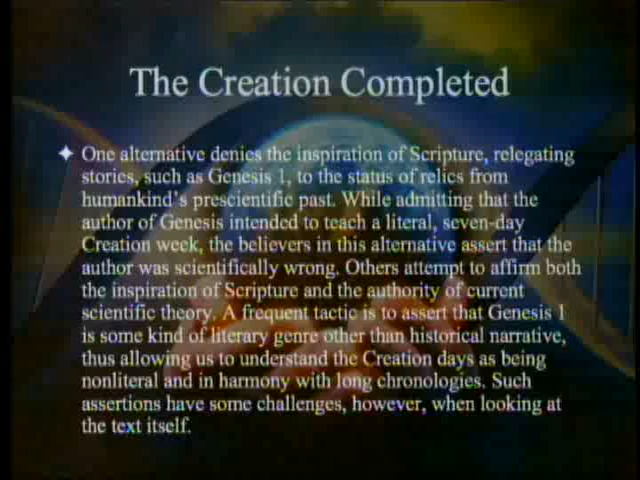 The Creation Completed
One alternative denies the inspiration of Scripture, relegating
stories, such as Genesis 1, to the status of relics from
humankind's prescientific past. While admitting that the
author of Genesis intended to teach a literal, seven-day
Creation week, the believers in this alternative assert that the
author was scientifically wrong. Others attempt to affirm both
the inspiration of Scripture and the authority of current
scientific theory. A frequent tactic is to assert that Genesis 1
is some kind of literary genre other than historical narrative,
thus allowing us to understand the Creation days as being
nonliteral and in harmony with long chronologies. Such
assertions have some challenges, however, when looking at
the text itself.